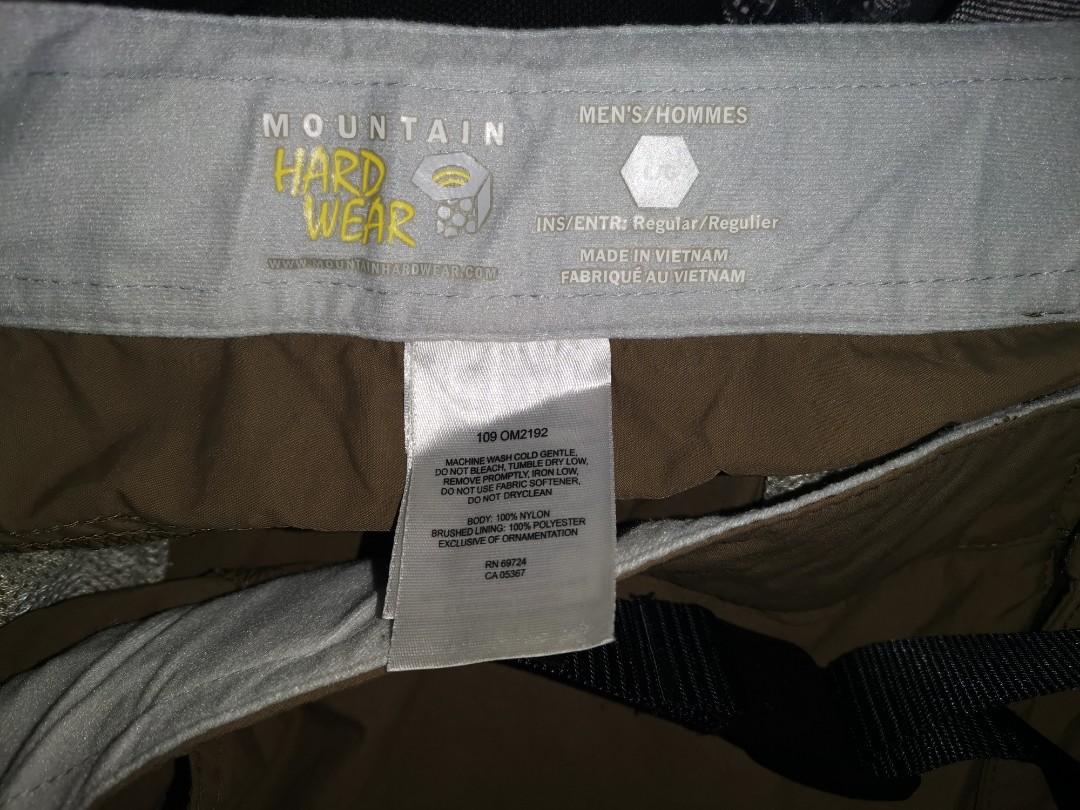 MOUNTAIN
HARD
WEAR
WWW.MOUNTAINHARDWEAR.COM
MEN'S/HOMMES
L/G
INS/ENTR: Regular/Regulier
MADE IN VIETNAM
FABRIQUÉ AU VIETNAM
109 OM2192
MACHINE WASH COLD GENTLE,
DO NOT BLEACH, TUMBLE DRY LOW,
REMOVE PROMPTLY, IRON LOW,
DO NOT USE FABRIC SOFTENER,
DO NOT DRYCLEAN
BODY: 100% NYLON
BRUSHED LINING: 100% POLYESTER
EXCLUSIVE OF ORNAMENTATION
RN 69724
CA 05367